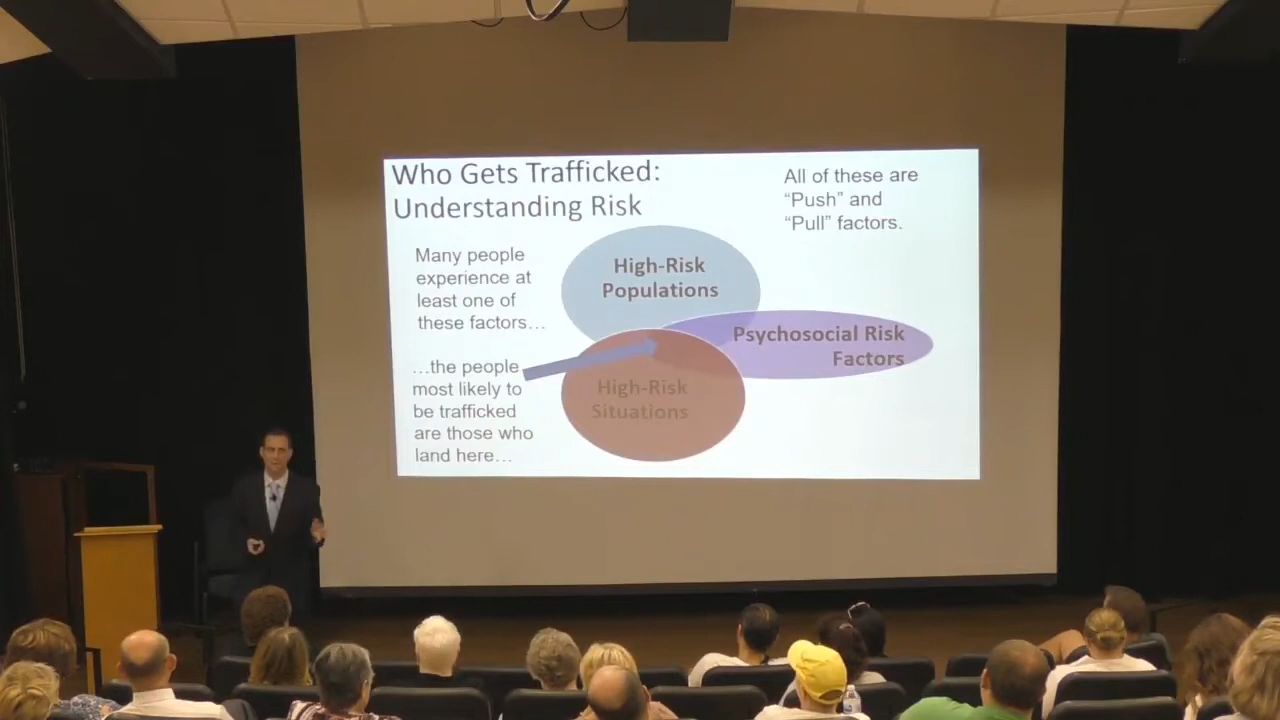 Who Gets Trafficked:
Understanding Risk
All of these are
“Push” and
“Pull” factors.
Many people
experience at
least one of
these factors…
…the people
most likely to
be trafficked
are those who
land here…
High-Risk
Populations
Psychosocial Risk
Factors
High-Risk
Situations